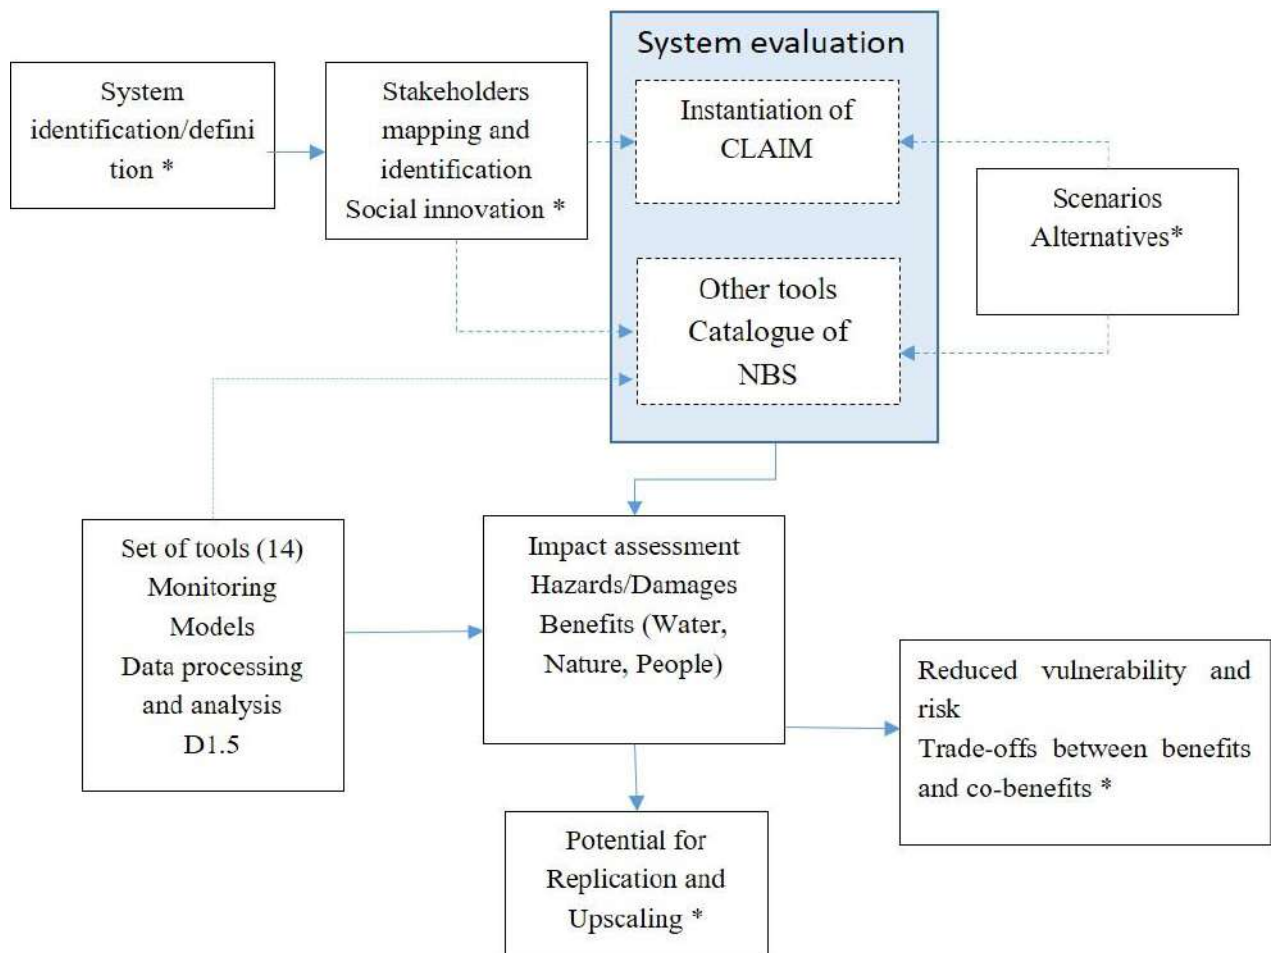 System evaluation
System
identification/defini
tion *
Stakeholders
mapping and
identification
Social innovation *
Instantiation of
CLAIM
Scenarios
Alternatives*
Other tools
Catalogue of
NBS
Set of tools (14)
Monitoring
Models
Data processing
and analysis
D1.5
Impact assessment
Hazards/Damages
Benefits (Water,
Nature, People)
Reduced vulnerability and
risk
Trade-offs between benefits
and co-benefits *
Potential for
Replication and
Upscaling *